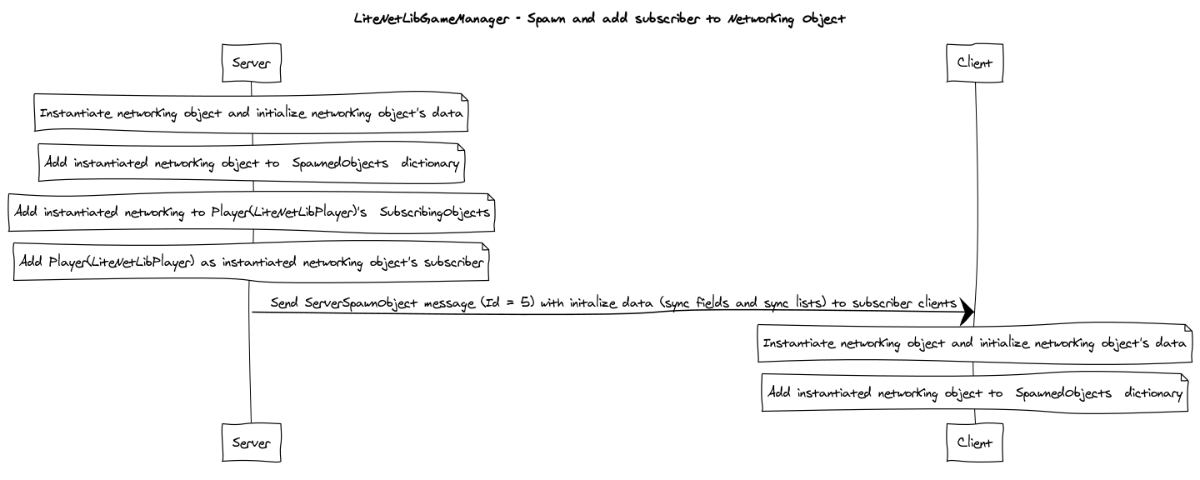 LiteNetLibGameManager - Spawn and add subscriber to Networking Object
Server
Client
Instantiate networking object and initialize networking object's data
Add instantiated networking object to SpawnedObjects dictionary
Add instantiated networking to Player(LiteNetLibPlayer)'s SubscribingObjects
Add Player(LiteNetLibPlayer) as instantiated networking object's subscriber
Send ServerSpawnObject message (Id = 5) with initalize data (sync fields and sync lists) to subscriber clients
Instantiate networking object and initialize networking object's data
Add instantiated networking object to SpawnedObjects dictionary
Server
Client